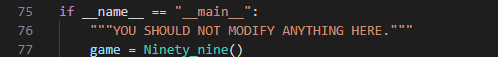 75 if __name__ == "__main__":
76     """YOU SHOULD NOT MODIFY ANYTHING HERE."""
77     game = Ninety_nine()